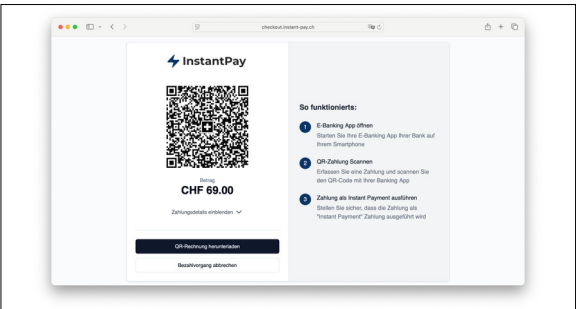 checkout.instant-pay.ch
InstantPay
Betrag
CHF 69.00
Zahlungsdetails einblenden
QR-Rechnung herunterladen
Bezahlvorgang abbrechen
So funktionierts:
1 E-Banking App öffnen
Starten Sie Ihre E-Banking App Ihrer Bank auf
Ihrem Smartphone
2 QR-Zahlung Scannen
Erfassen Sie eine Zahlung und scannen Sie
den QR-Code mit Ihrer Banking App
3 Zahlung als Instant Payment ausführen
Stellen Sie sicher, dass die Zahlung als
"Instant Payment" Zahlung ausgeführt wird